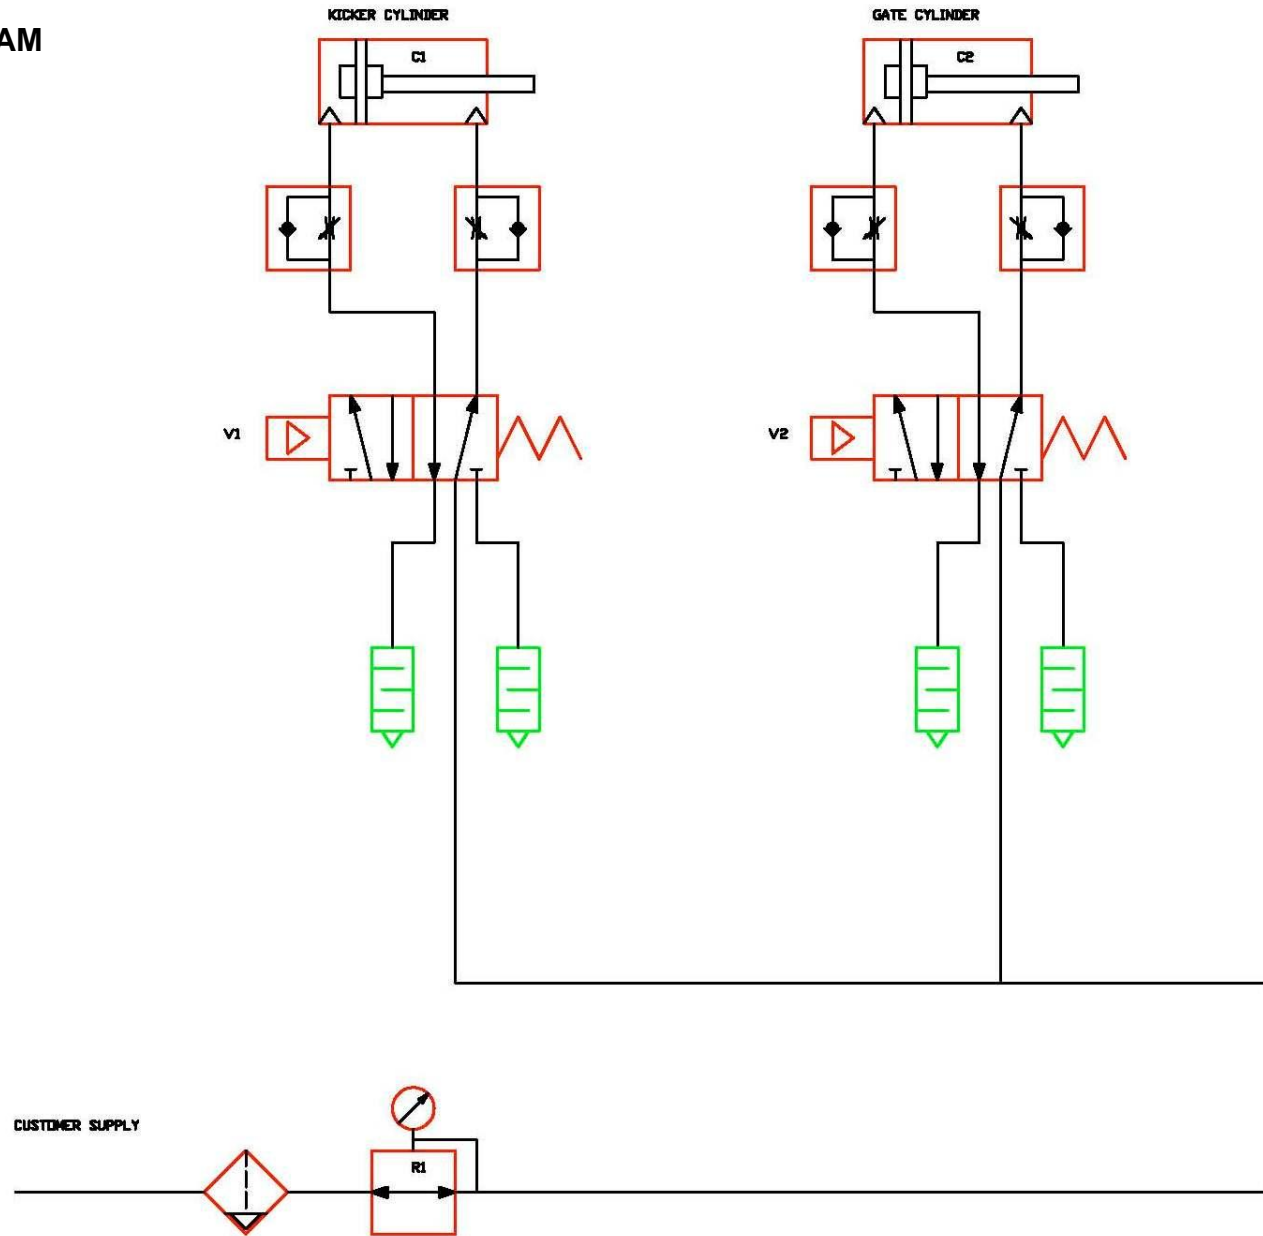 AM
KICKER CYLINDER
GATE CYLINDER
C1
C2
V1
V2
CUSTOMER SUPPLY
R1